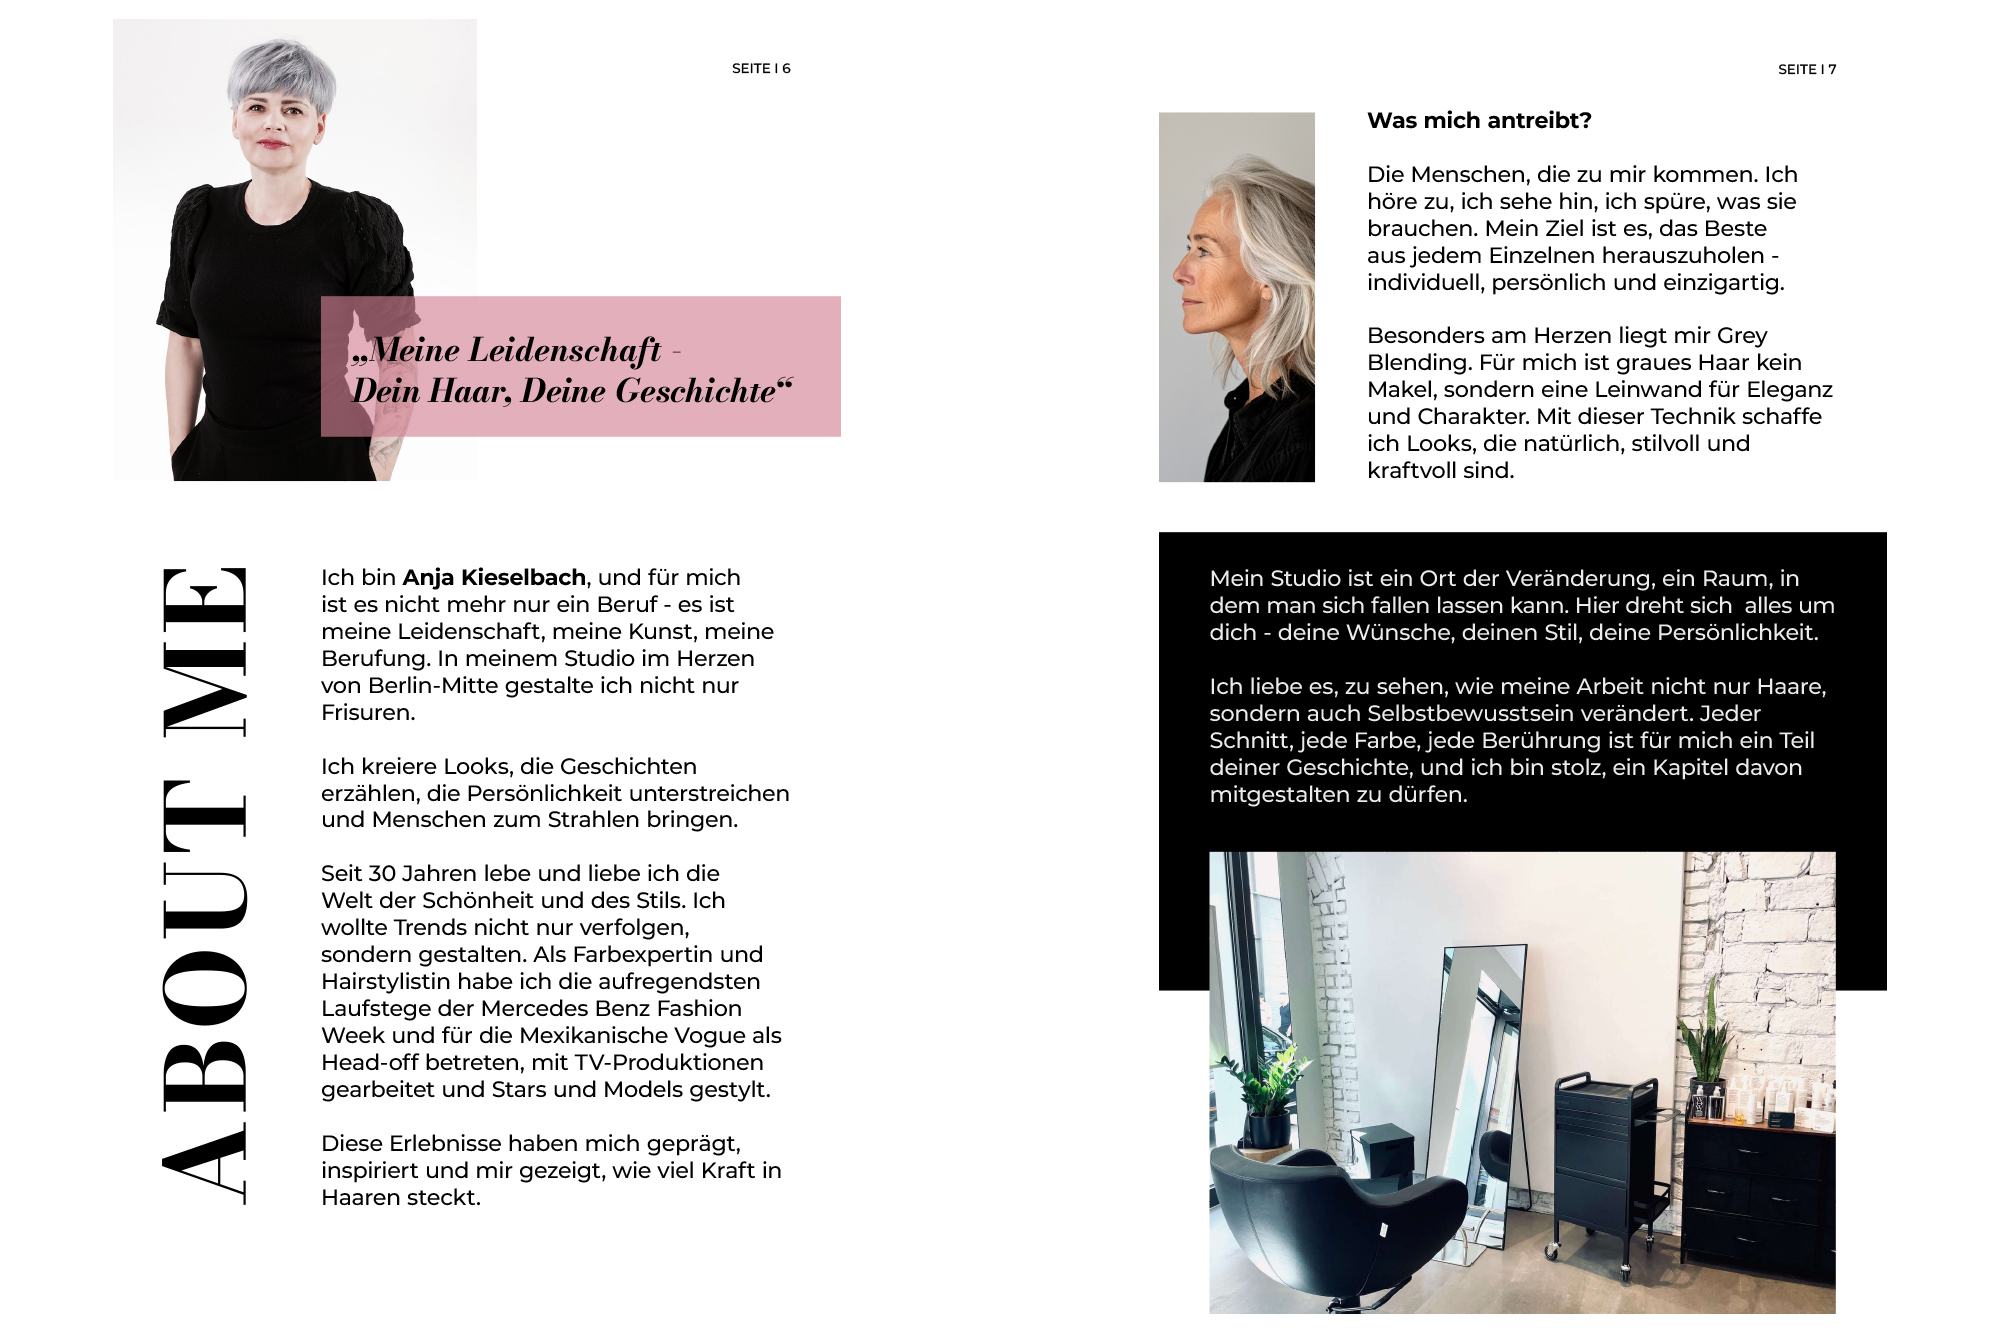 SEITE I 6
„Meine Leidenschaft -
Dein Haar, Deine Geschichte“
ABOUT ME
Ich bin Anja Kieselbach, und für mich
ist es nicht mehr nur ein Beruf - es ist
meine Leidenschaft, meine Kunst, meine
Berufung. In meinem Studio im Herzen
von Berlin-Mitte gestalte ich nicht nur
Frisuren.
Ich kreiere Looks, die Geschichten
erzählen, die Persönlichkeit unterstreichen
und Menschen zum Strahlen bringen.
Seit 30 Jahren lebe und liebe ich die
Welt der Schönheit und des Stils. Ich
wollte Trends nicht nur verfolgen,
sondern gestalten. Als Farbexpertin und
Hairstylistin habe ich die aufregendsten
Laufstege der Mercedes Benz Fashion
Week und für die Mexikanische Vogue als
Head-off betreten, mit TV-Produktionen
gearbeitet und Stars und Models gestylt.
Diese Erlebnisse haben mich geprägt,
inspiriert und mir gezeigt, wie viel Kraft in
Haaren steckt.
SEITE I 7
Was mich antreibt?
Die Menschen, die zu mir kommen. Ich
höre zu, ich sehe hin, ich spüre, was sie
brauchen. Mein Ziel ist es, das Beste
aus jedem Einzelnen herauszuholen -
individuell, persönlich und einzigartig.
Besonders am Herzen liegt mir Grey
Blending. Für mich ist graues Haar kein
Makel, sondern eine Leinwand für Eleganz
und Charakter. Mit dieser Technik schaffe
ich Looks, die natürlich, stilvoll und
kraftvoll sind.
Mein Studio ist ein Ort der Veränderung, ein Raum, in
dem man sich fallen lassen kann. Hier dreht sich  alles um
dich - deine Wünsche, deinen Stil, deine Persönlichkeit.
Ich liebe es, zu sehen, wie meine Arbeit nicht nur Haare,
sondern auch Selbstbewusstsein verändert. Jeder
Schnitt, jede Farbe, jede Berührung ist für mich ein Teil
deiner Geschichte, und ich bin stolz, ein Kapitel davon
mitgestalten zu dürfen.